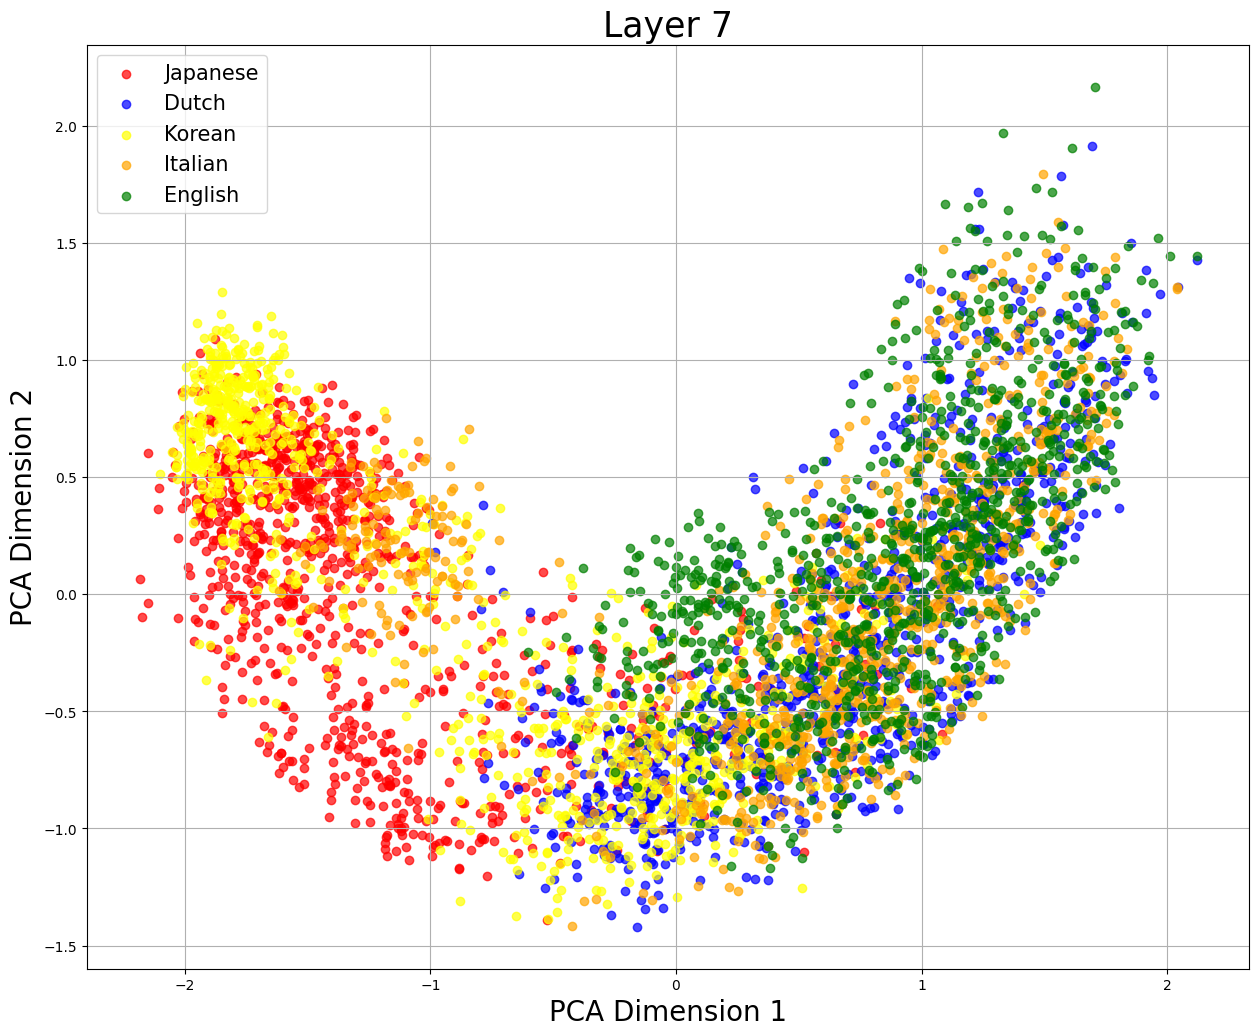 Layer 7
Japanese
Dutch
Korean
Italian
English
PCA Dimension 2
2.0
1.5
1.0
0.5
0.0
−0.5
−1.0
−1.5
−2
−1
0
1
2
PCA Dimension 1